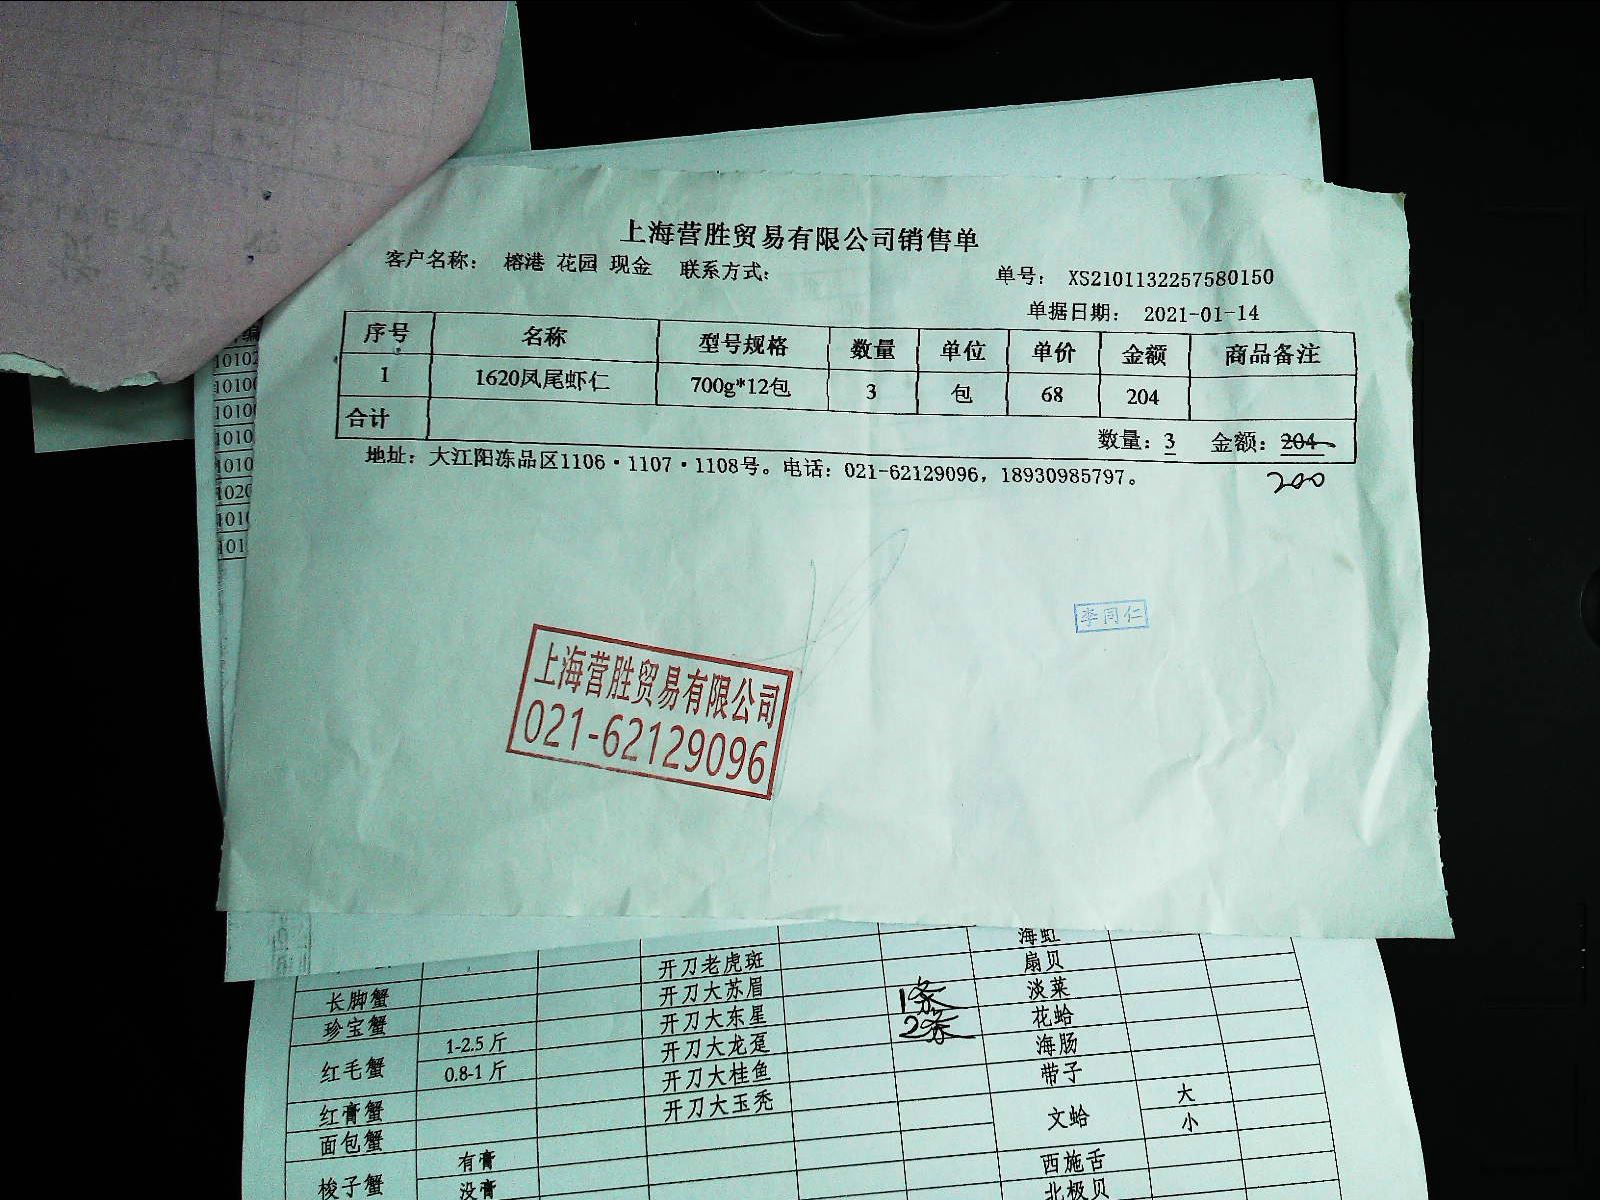 上海营胜贸易有限公司销售单
客户名称： 榕港 花园 现金 联系方式：
单号： XS2101132257580150
单据日期： 2021-01-14
序号 名称 型号规格 数量 单位 单价 金额 商品备注
1 1620凤尾虾仁 700g*12包 3 包 68 204
合计 数量：3 金额：204
200
地址：大江阳冻品区1106·1107·1108号。电话：021-62129096，18930985797。
李同仁
上海营胜贸易有限公司
021-62129096
开刀老虎斑 扇贝
长脚蟹 开刀大苏眉 1条 淡菜
珍宝蟹 开刀大东星 2条 花蛤
红毛蟹 1-2.5 斤 开刀大龙趸 海肠
0.8-1 斤 开刀大桂鱼 带子
红膏蟹 开刀大玉秃 文蛤 大
面包蟹 小
梭子蟹 有膏 西施舌
没膏 北极贝